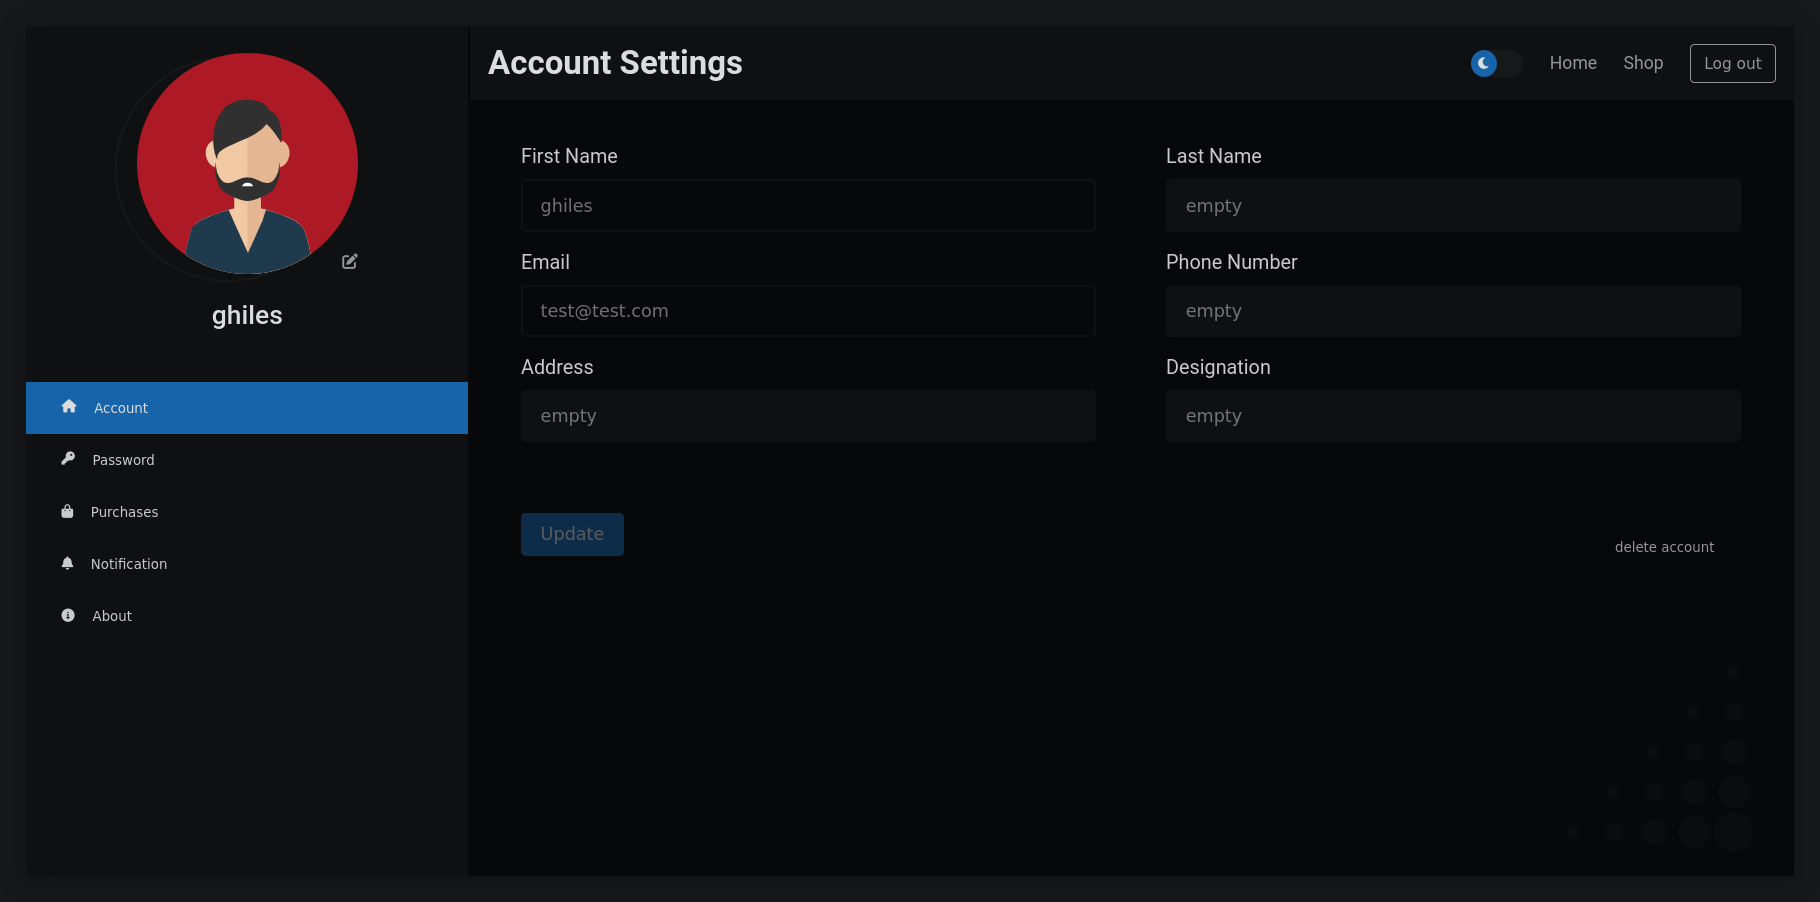 ghiles
Account
Password
Purchases
Notification
About
Account Settings
Home
Shop
Log out
First Name
ghiles
Last Name
empty
Email
test@test.com
Phone Number
empty
Address
empty
Designation
empty
Update
delete account